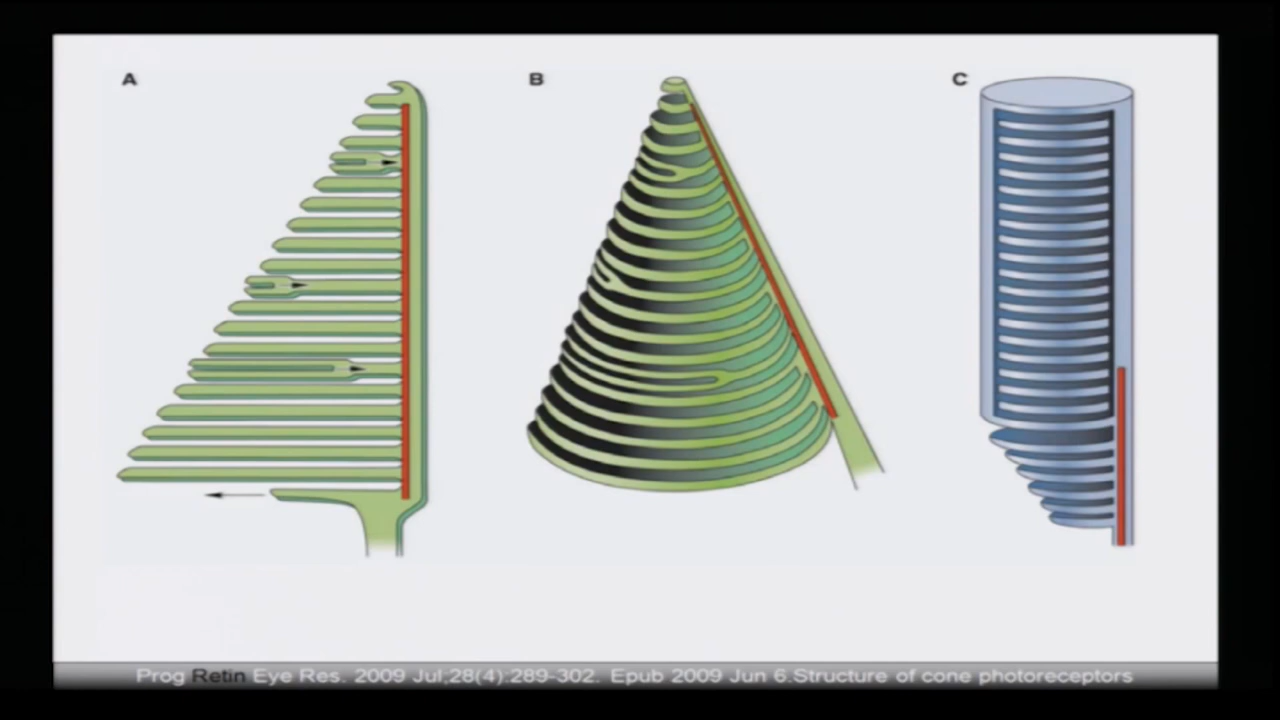 A
B
C
Prog Retin Eye Res. 2009 Jul;28(4):289-302. Epub 2009 Jun 6.Structure of cone photoreceptors